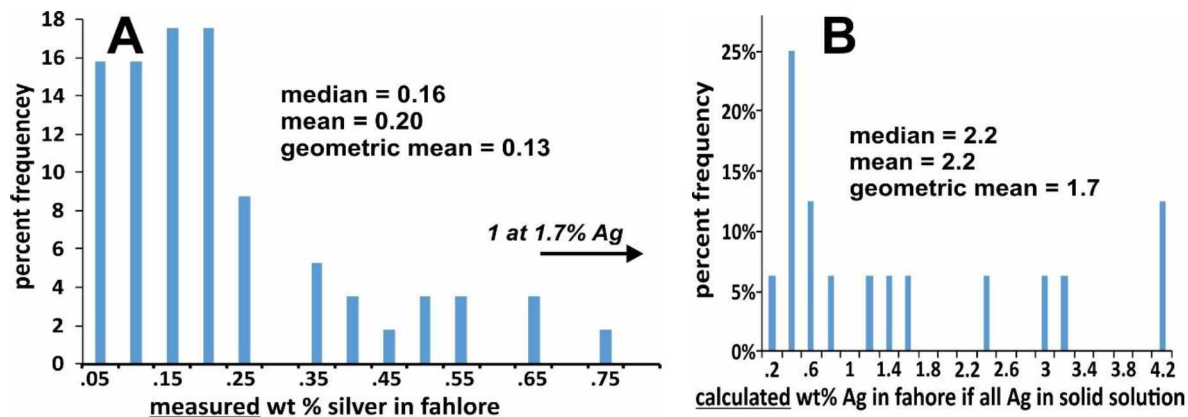 A
18
16
14
12
10
8
6
4
2
0
percent frequencey
median = 0.16
mean = 0.20
geometric mean = 0.13
1 at 1.7% Ag
.05 .15 .25 .35 .45 .55 .65 .75
measured wt % silver in fahlore
B
25%
20%
15%
10%
5%
0%
percent frequency
median = 2.2
mean = 2.2
geometric mean = 1.7
.2 .6 1 1.4 1.8 2.2 2.6 3 3.4 3.8 4.2
calculated wt% Ag in fahore if all Ag in solid solution